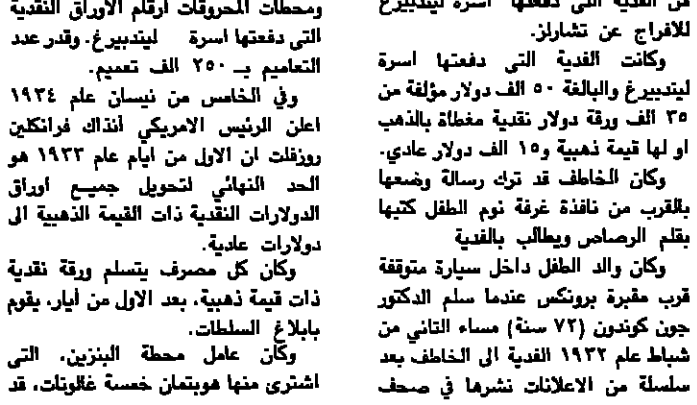 من الفدية التى دفعتها اسرة ليندبيرغ
للافراج عن تشارلز.
وكانت الفدية التى دفعتها اسرة
ليندبيرغ والبالغة ٥٠ الف دولار مؤلفة من
٣٥ الف ورقة دولار نقدية مغطاة بالذهب
او لها قيمة ذهبية و١٥ الف دولار عادي.
وكان الخاطف قد ترك رسالة وضعها
بالقرب من نافذة غرفة نوم الطفل كتبها
بقلم الرصاص ويطالب بالفدية
وكان والد الطفل داخل سيارة متوقفة
قرب مقبرة برونكس عندما سلم الدكتور
جون كوندون (٧٢ سنة) مساء الثاني من
شباط عام ١٩٣٢ الفدية الى الخاطف بعد
سلسلة من الاعلانات نشرها في صحف
ومحطات المحروقات ارقام الاوراق النقدية
التى دفعتها اسرة ليندبيرغ. وقدر عدد
التعاميم بـ ٢٥٠ الف تعميم.
وفي الخامس من نيسان علم ١٩٣٤
اعلن الرئيس الامريكي أنذاك فرانكلين
روزفلت ان الاول من ايام عام ١٩٣٣ هو
الحد النهائي لتحويل جميع اوراق
الدولارات النقدية ذات القيمة الذهبية الى
دولارات عادية.
وكان كل مصرف يتسلم ورقة نقدية
ذات قيمة ذهبية، بعد الاول من أيار، يقوم
بابلاغ السلطات.
وكان عامل محطة البنزين، التى
اشترى منها هوبتمان خمسة غالونات، قد